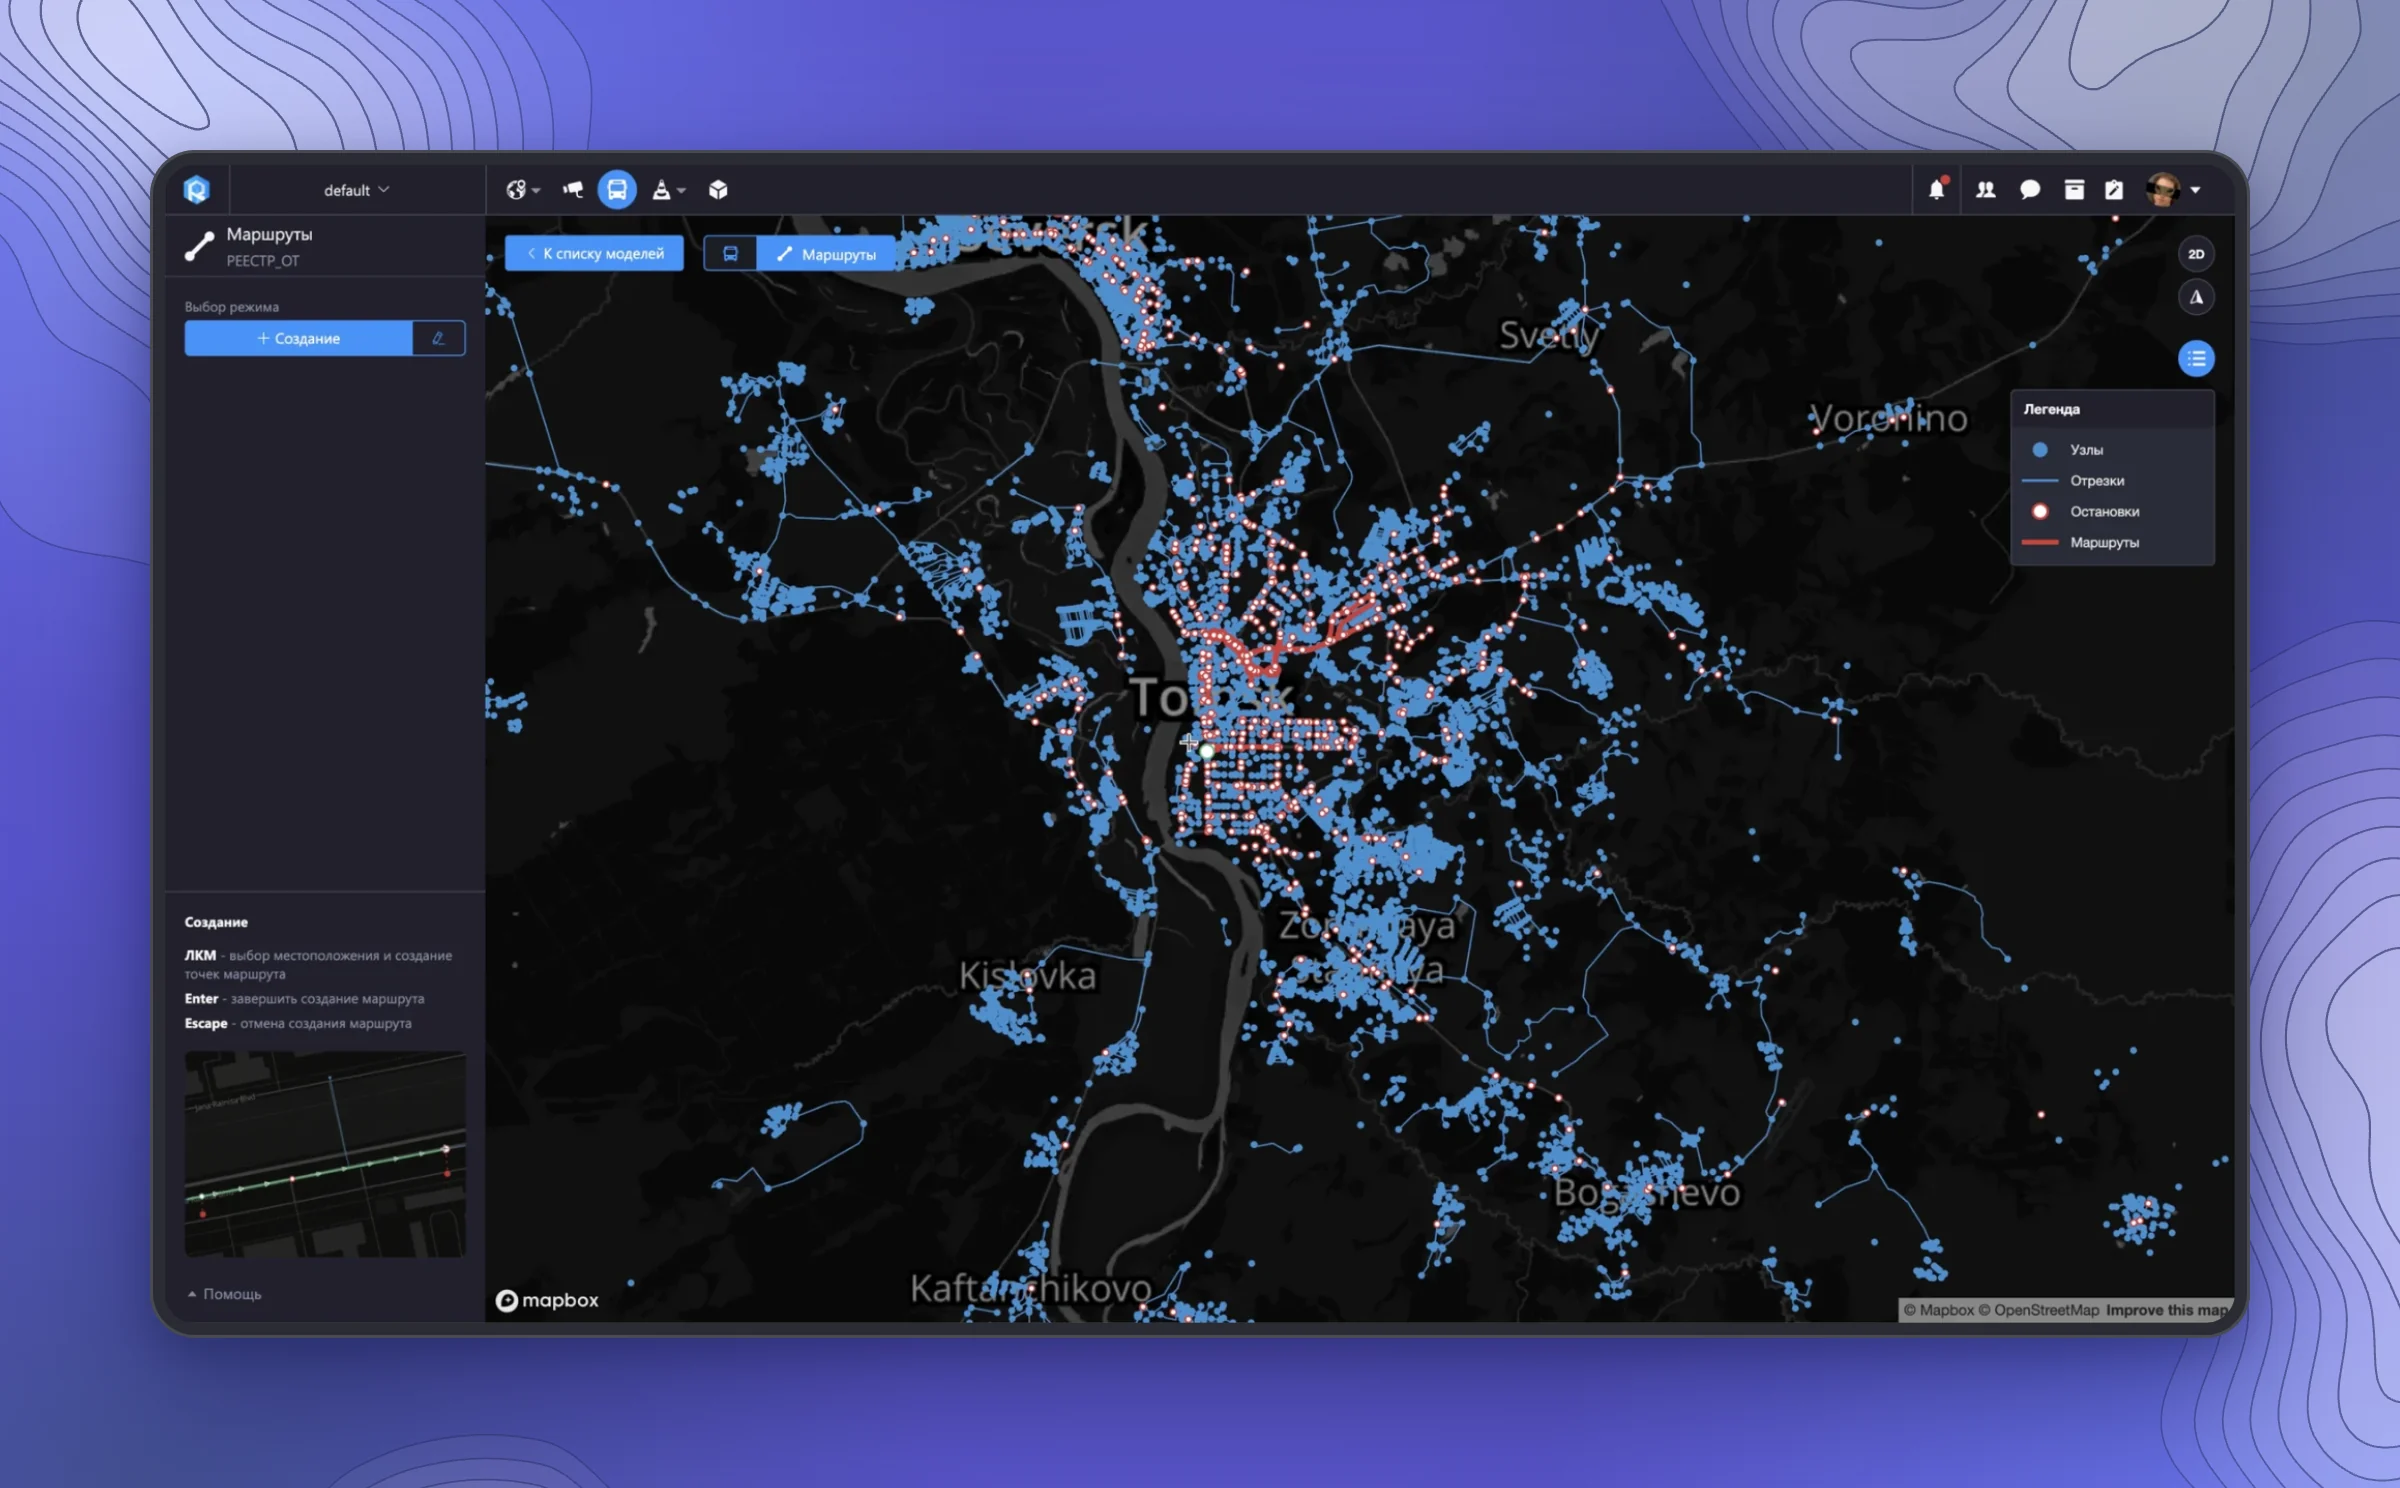 default
Маршруты
РЕЕСТР_ОТ
Выбор режима
+ Создание
К списку моделей
Маршруты
2D
Легенда
Узлы
Отрезки
Остановки
Маршруты
Svetly
Voronino
Kislovka
Создание
ЛКМ - выбор местоположения и создание
точек маршрута
Enter - завершить создание маршрута
Escape - отмена создания маршрута
Помощь
mapbox
© Mapbox © OpenStreetMap Improve this map